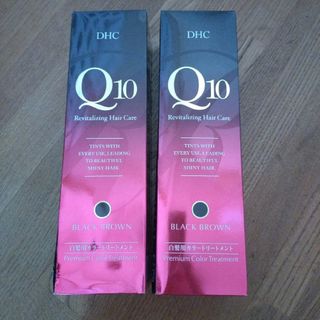 DHC
Q10
Revitalizing Hair Care
TINTS WITH
EVERY USE, LEADING
TO BEAUTIFUL
SHINY HAIR
BLACK BROWN
白髪用カラートリートメント
Premium Color Treatment
DHC
Q10
Revitalizing Hair Care
TINTS WITH
EVERY USE, LEADING
TO BEAUTIFUL
SHINY HAIR
BLACK BROWN
白髪用カラートリートメント
Premium Color Treatment